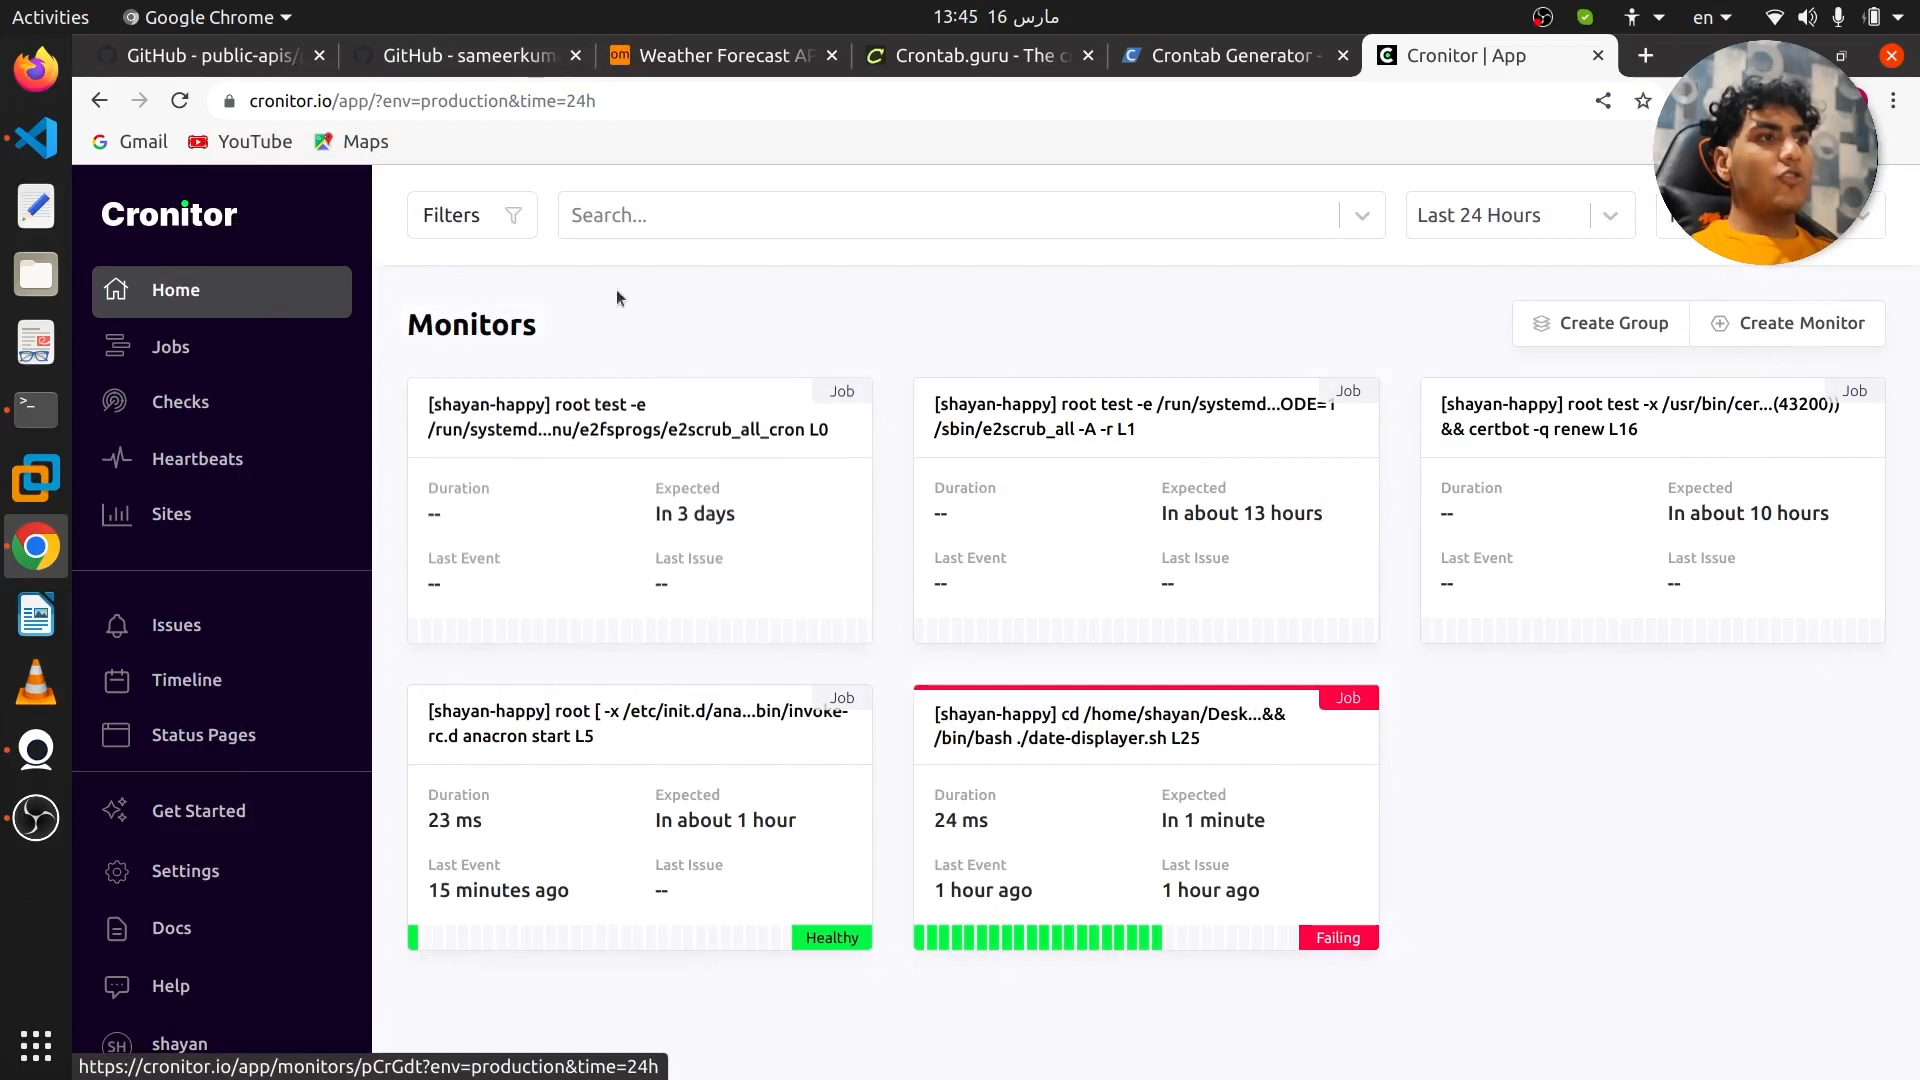 Activities
Google Chrome
13:45 16 مارس
en
GitHub - public-apis/
GitHub - sameerkum
Weather Forecast AP
Crontab.guru - The c
Crontab Generator -
Cronitor | App
cronitor.io/app/?env=production&time=24h
Gmail
YouTube
Maps
Cronitor
Home
Jobs
Checks
Heartbeats
Sites
Issues
Timeline
Status Pages
Get Started
Settings
Docs
Help
SH
shayan
Filters
Search...
Last 24 Hours
Monitors
Create Group
Create Monitor
Job
[shayan-happy] root test -e
/run/systemd...nu/e2fsprogs/e2scrub_all_cron L0
Duration
Expected
--
In 3 days
Last Event
Last Issue
--
--
Job
[shayan-happy] root test -e /run/systemd...ODE=1
/sbin/e2scrub_all -A -r L1
Duration
Expected
--
In about 13 hours
Last Event
Last Issue
--
--
Job
[shayan-happy] root test -x /usr/bin/cer...(43200))
&& certbot -q renew L16
Duration
Expected
--
In about 10 hours
Last Event
Last Issue
--
--
Job
[shayan-happy] root [ -x /etc/init.d/ana...bin/invoke-
rc.d anacron start L5
Duration
Expected
23 ms
In about 1 hour
Last Event
Last Issue
15 minutes ago
--
Healthy
Job
[shayan-happy] cd /home/shayan/Desk...&&
/bin/bash ./date-displayer.sh L25
Duration
Expected
24 ms
In 1 minute
Last Event
Last Issue
1 hour ago
1 hour ago
Failing
https://cronitor.io/app/monitors/pCrGdt?env=production&time=24h